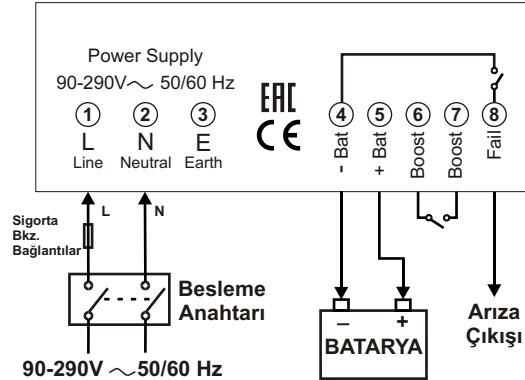 Power Supply
90-290V~ 50/60 Hz
1 2 3
L N E
Line Neutral Earth
EAC
CE
4 5 6 7 8
- Bat
+ Bat
Boost
Boost
Fail
Sigorta
Bkz.
Bağlantılar
L N
Besleme
Anahtarı
90-290V ~50/60 Hz
– +
BATARYA
Arıza
Çıkışı